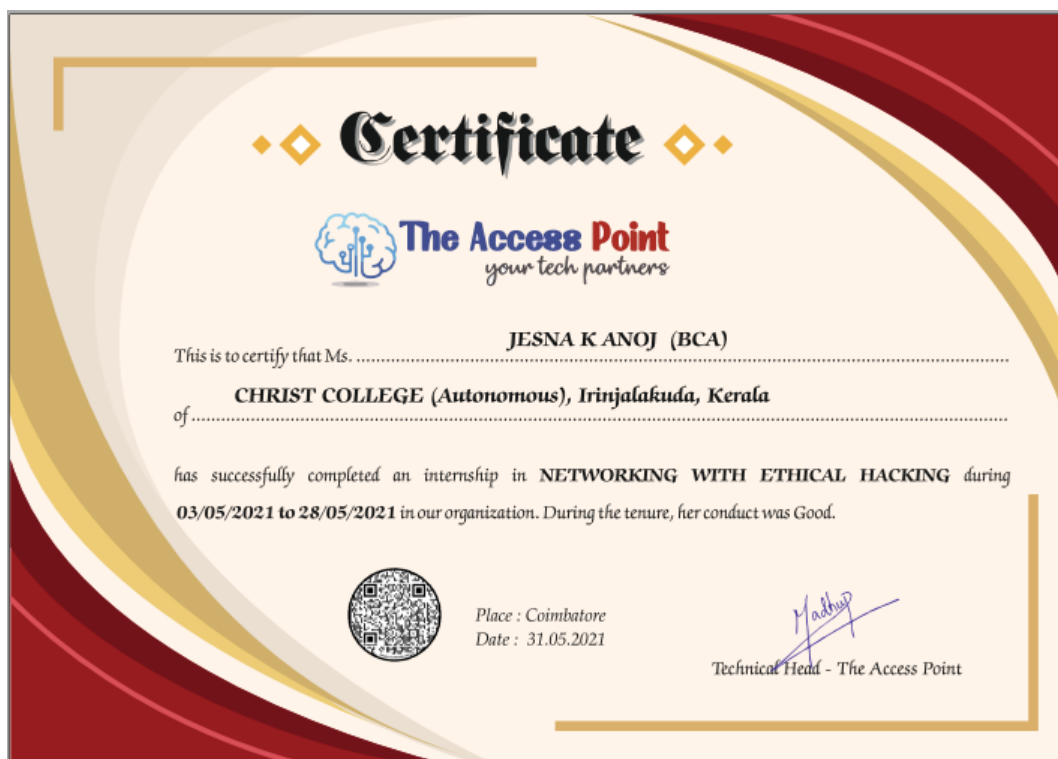 Certificate
The Access Point
your tech partners
JESNA K ANOJ (BCA)
This is to certify that Ms. ........................................................................
CHRIST COLLEGE (Autonomous), Irinjalakuda, Kerala
of ........................................................................
has successfully completed an internship in NETWORKING WITH ETHICAL HACKING during
03/05/2021 to 28/05/2021 in our organization. During the tenure, her conduct was Good.
Place : Coimbatore
Date : 31.05.2021
Madhup
Technical Head - The Access Point